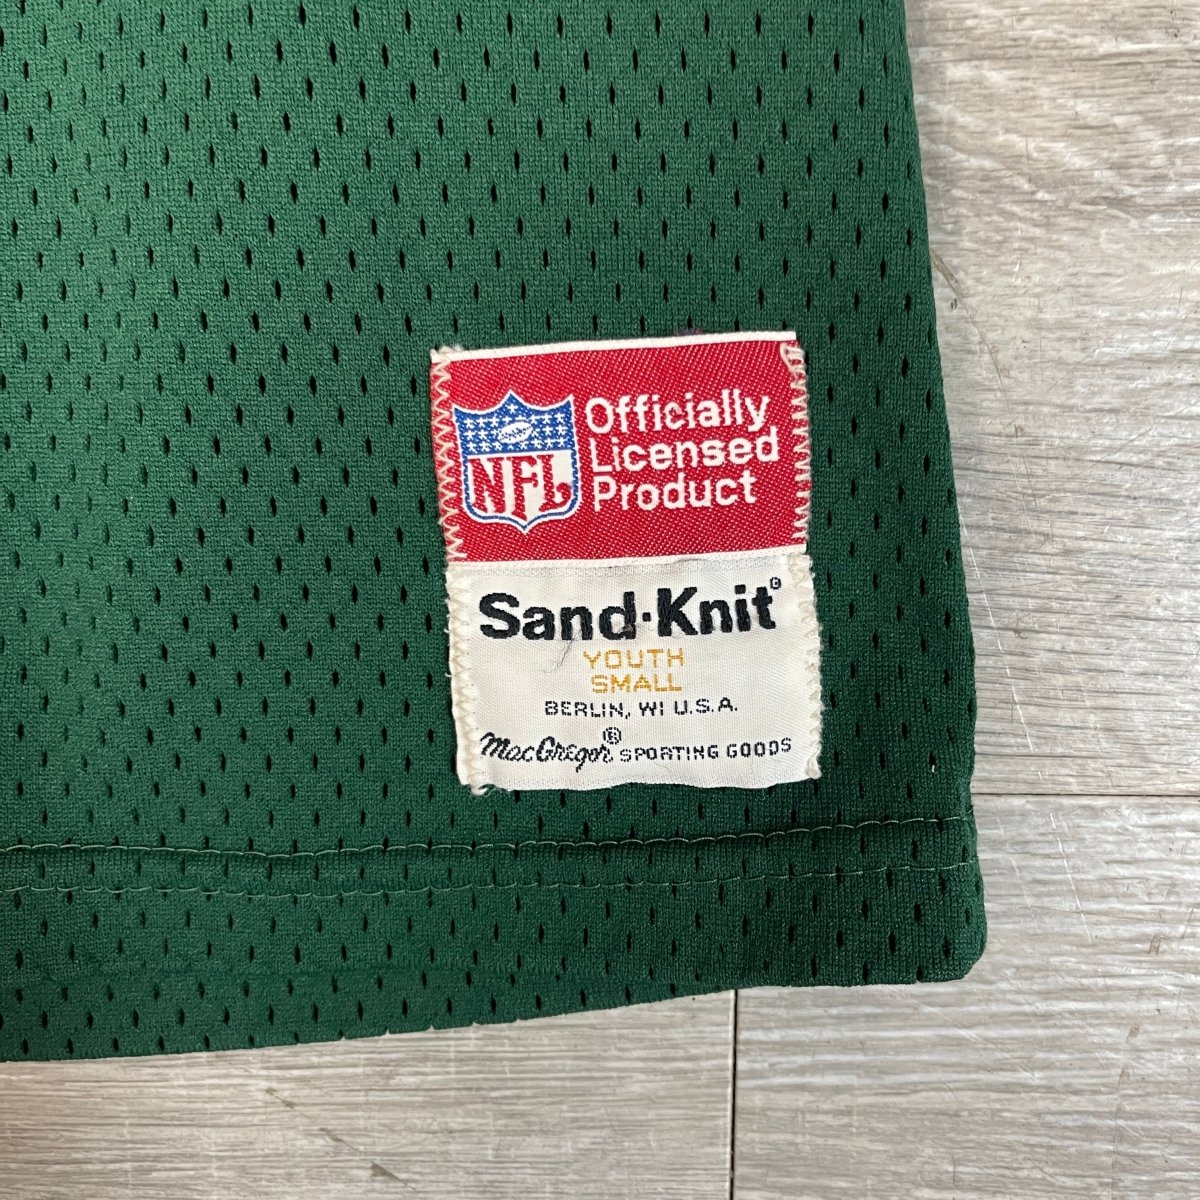 NFL
Officially
Licensed
Product
Sand·Knit©
YOUTH
SMALL
BERLIN, WI U.S.A.
MacGregor® SPORTING GOODS